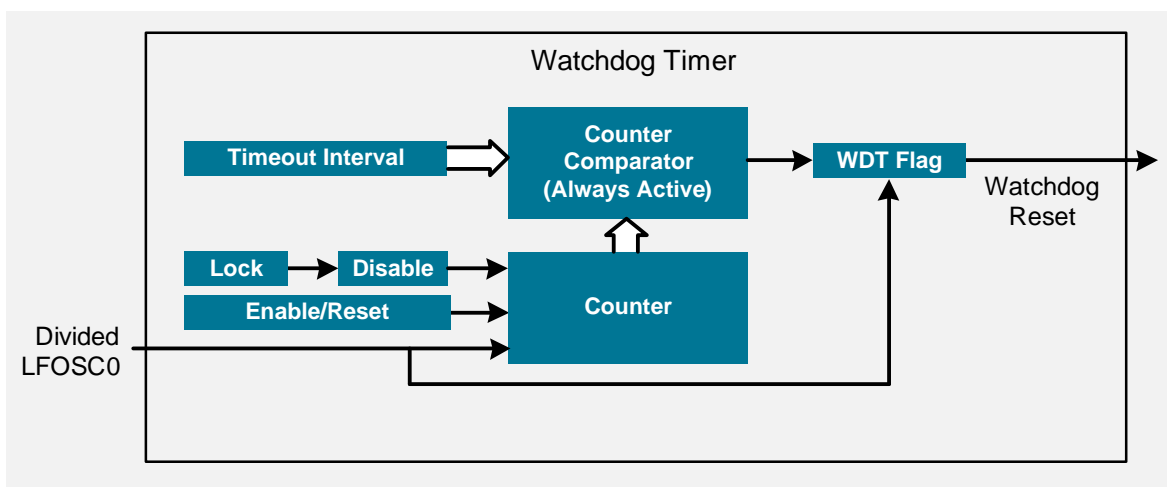 Watchdog Timer
Counter
Comparator
(Always Active)
Timeout Interval
WDT Flag
Watchdog
Reset
Lock
Disable
Enable/Reset
Counter
Divided
LFOSC0